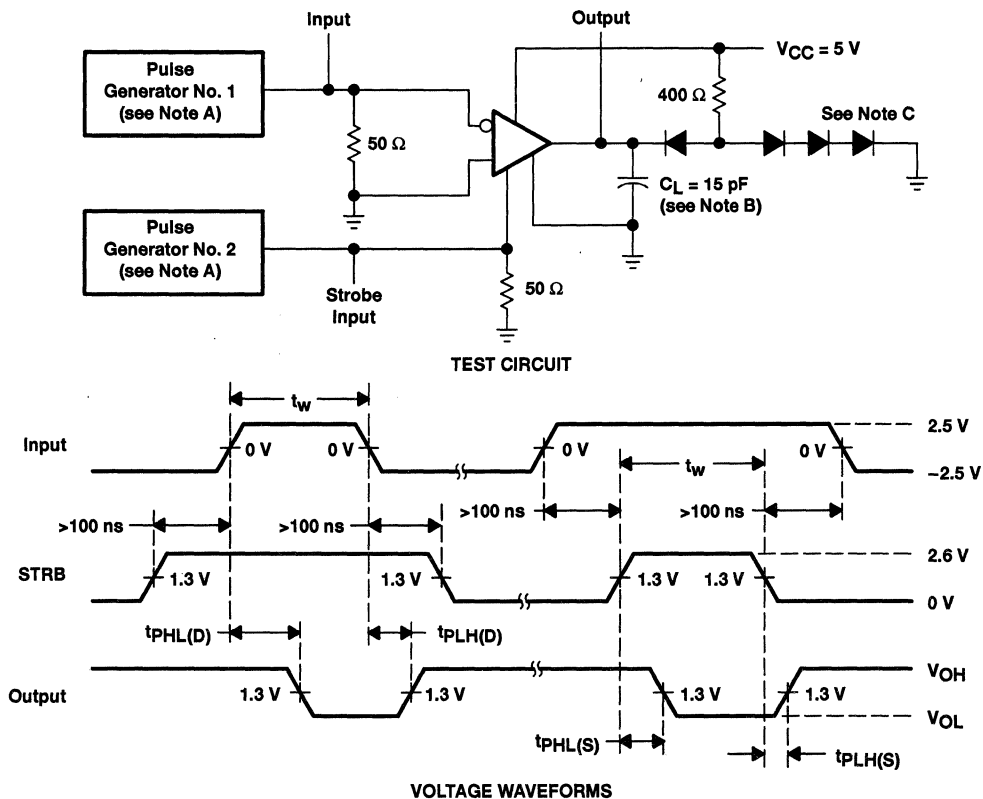 Input
Output
Pulse
Generator No. 1
(see Note A)
VCC = 5 V
400 Ω
See Note C
50 Ω
CL = 15 pF
(see Note B)
Pulse
Generator No. 2
(see Note A)
Strobe
Input
50 Ω
TEST CIRCUIT
tw
Input
0 V
0 V
0 V
0 V
2.5 V
tw
–2.5 V
>100 ns
>100 ns
>100 ns
>100 ns
STRB
1.3 V
1.3 V
1.3 V
1.3 V
2.6 V
0 V
tPHL(D)
tPLH(D)
Output
1.3 V
1.3 V
1.3 V
1.3 V
VOH
VOL
tPHL(S)
tPLH(S)
VOLTAGE WAVEFORMS